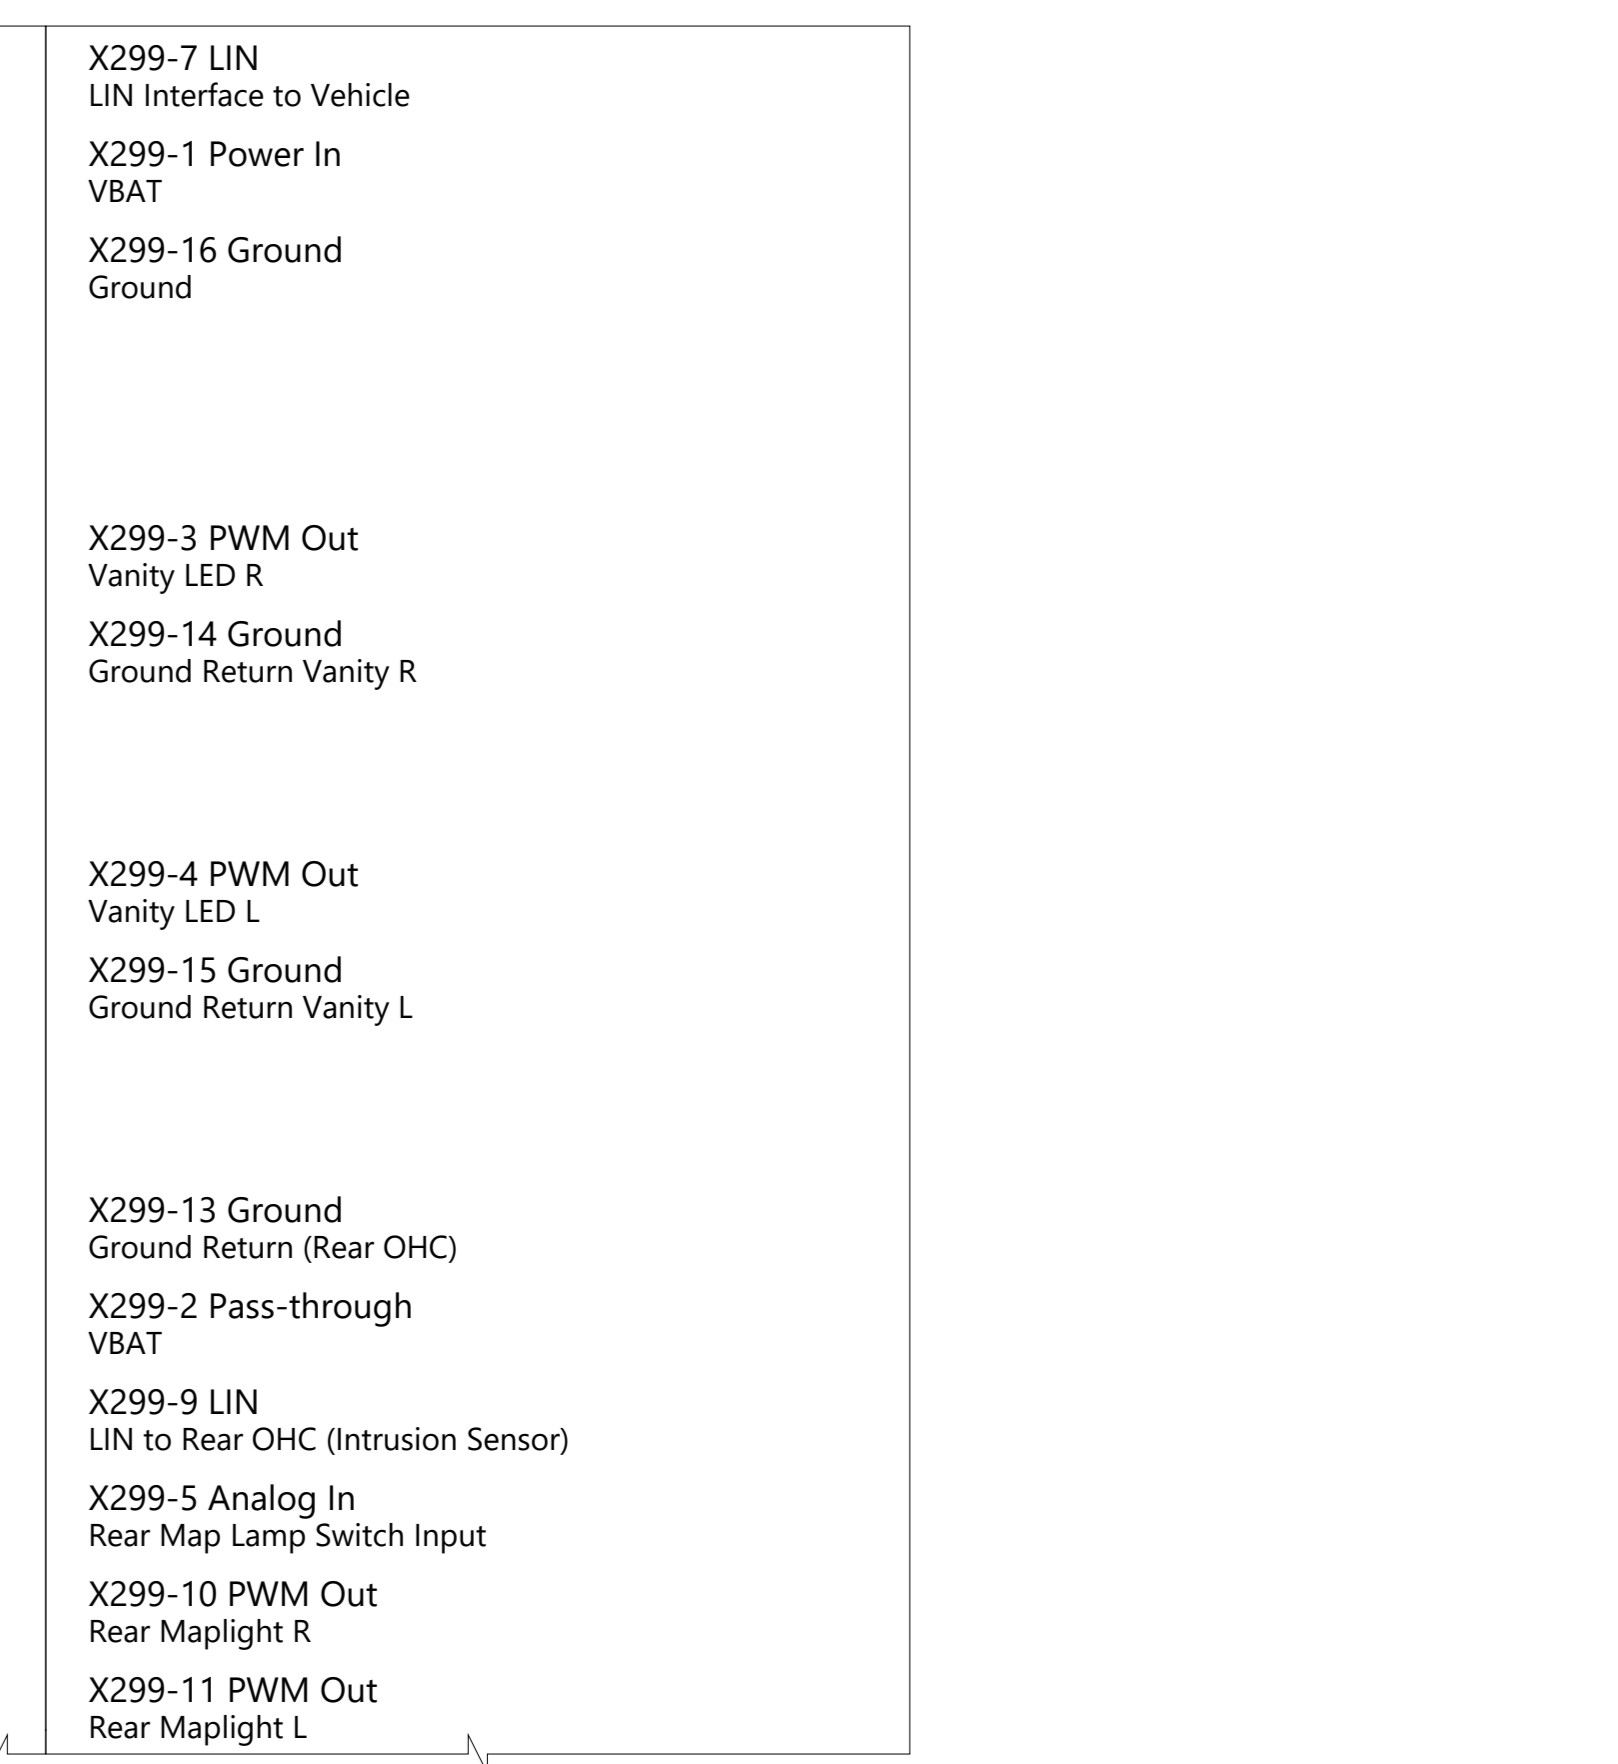 X299-7 LIN
LIN Interface to Vehicle
X299-1 Power In
VBAT
X299-16 Ground
Ground
X299-3 PWM Out
Vanity LED R
X299-14 Ground
Ground Return Vanity R
X299-4 PWM Out
Vanity LED L
X299-15 Ground
Ground Return Vanity L
X299-13 Ground
Ground Return (Rear OHC)
X299-2 Pass-through
VBAT
X299-9 LIN
LIN to Rear OHC (Intrusion Sensor)
X299-5 Analog In
Rear Map Lamp Switch Input
X299-10 PWM Out
Rear Maplight R
X299-11 PWM Out
Rear Maplight L